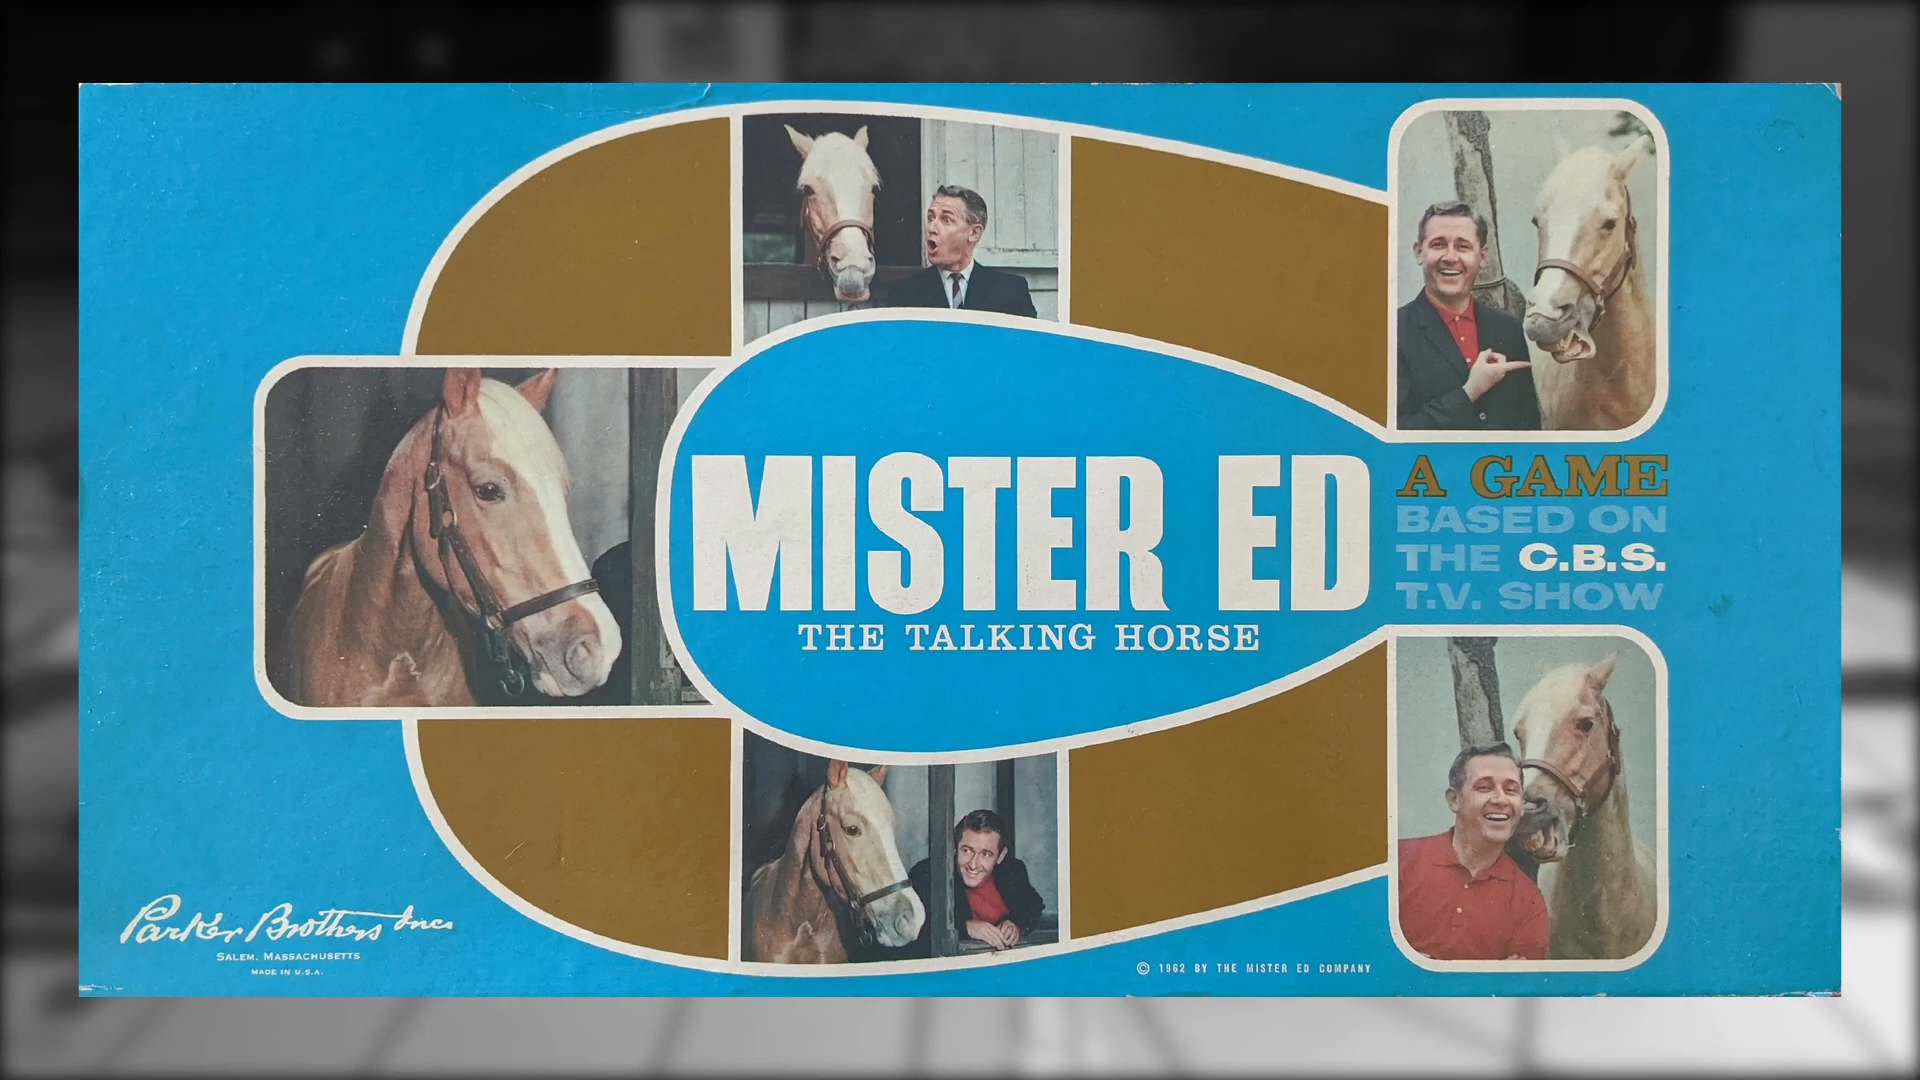 MISTER ED
THE TALKING HORSE
A GAME
BASED ON
THE C.B.S.
T.V. SHOW
Parker Brothers Inc.
SALEM, MASSACHUSETTS
MADE IN U.S.A.
© 1962 BY THE MISTER ED COMPANY